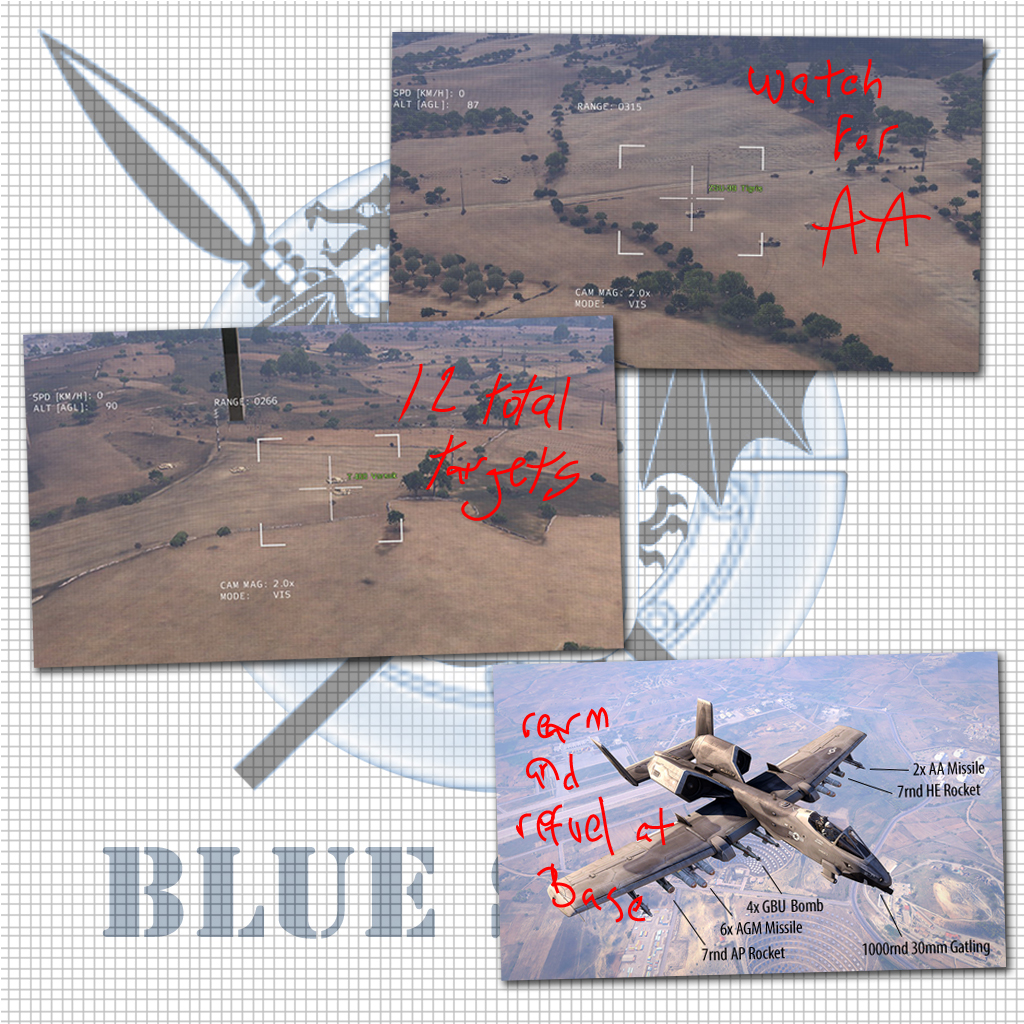 SPD [KM/H]: 0
ALT [AGL]: 87
RANGE: 0315
Watch
For
AA
CAM MAG: 2.0x
MODE: VIS
SPD [KM/H]: 0
ALT [AGL]: 90
RANGE: 0266
12 total
targets
CAM MAG: 2.0x
MODE: VIS
rearm
and
refuel at
Base
2x AA Missile
7rnd HE Rocket
4x GBU Bomb
6x AGM Missile
7rnd AP Rocket
1000rnd 30mm Gatling
BLUE